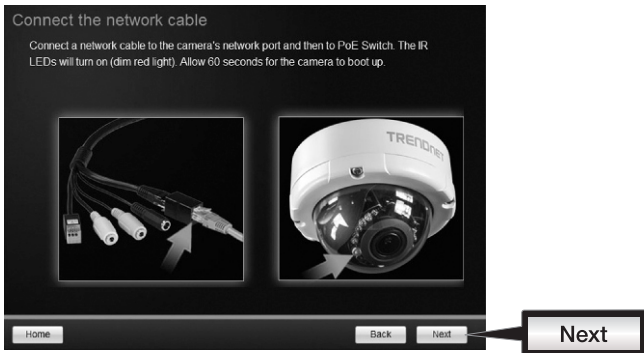 Connect the network cable
Connect a network cable to the camera's network port and then to PoE Switch. The IR
LEDs will turn on (dim red light). Allow 60 seconds for the camera to boot up.
TRENDnet
Home
Back
Next
Next